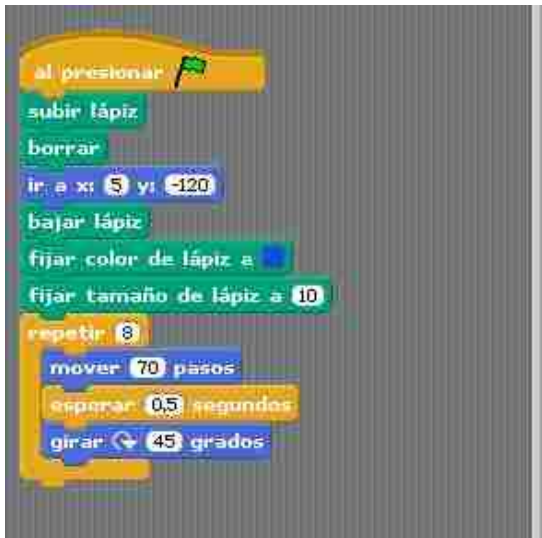 al presionar
subir lápiz
borrar
ir a x: 5 y: -120
bajar lápiz
fijar color de lápiz a
fijar tamaño de lápiz a 10
repetir 8
mover 70 pasos
esperar 0,5 segundos
girar 45 grados